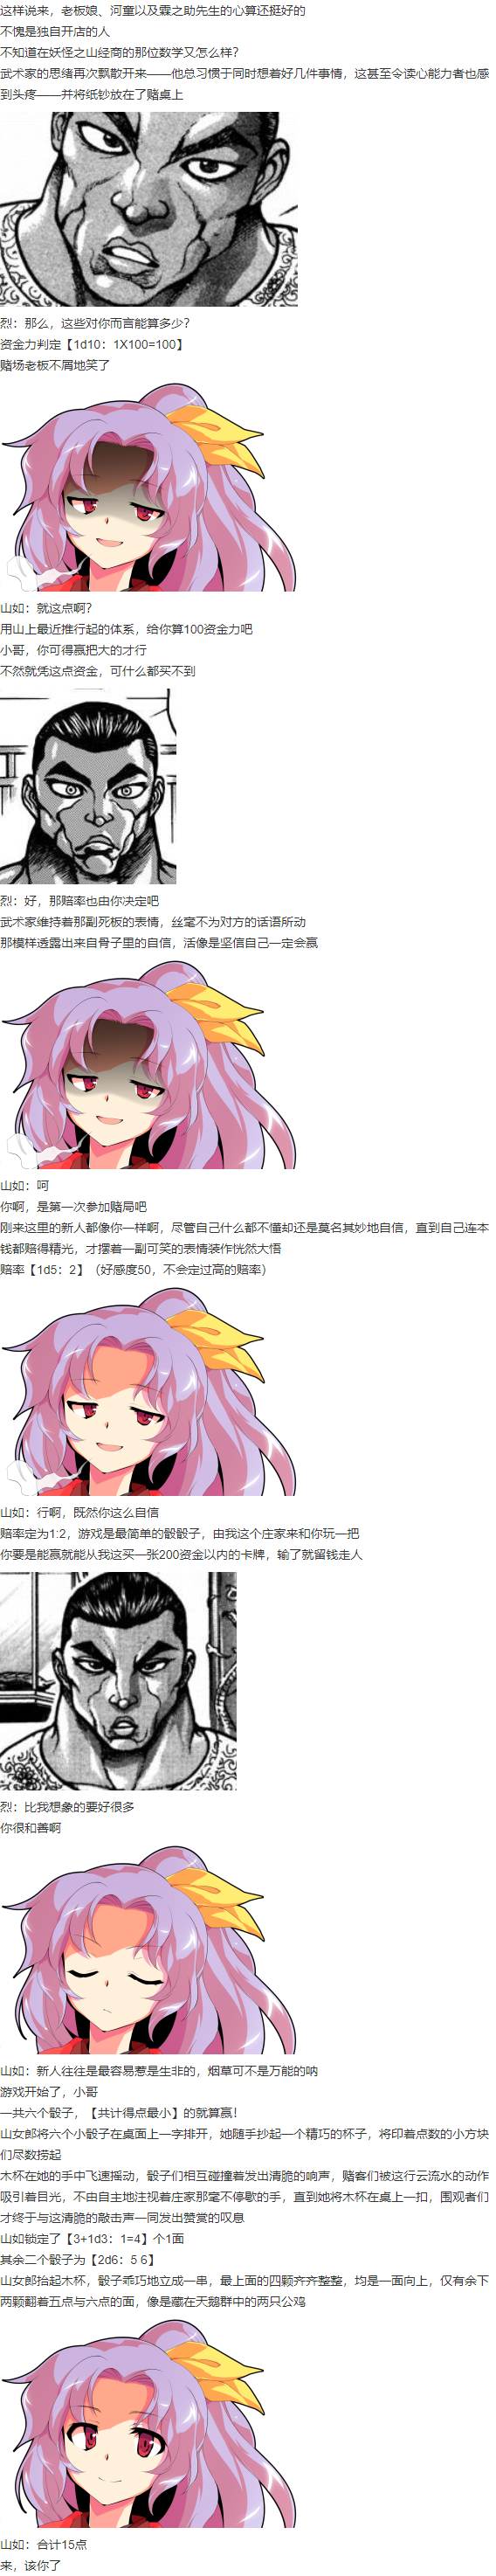 这样说来，老板娘、河童以及霖之助先生的心算还挺好的
不愧是独自开店的人
不知道在妖怪之山经商的那位数学又怎么样?
武术家的思绪再次飘散开来——他总习惯于同时想着好几件事情，这甚至令读心能力者也感
到头疼——并将纸钞放在了赌桌上
烈：那么，这些对你而言能算多少?
资金力判定【1d10：1X100=100】
赌场老板不屑地笑了
山如：就这点啊?
用山上最近推行起的体系，给你算100资金力吧
小哥，你可得赢把大的才行
不然就凭这点资金，可什么都买不到
烈：好，那赔率也由你决定吧
武术家维持着那副死板的表情，丝毫不为对方的话语所动
那模样透露出来自骨子里的自信，活像是坚信自己一定会赢
山如：呵
你啊，是第一次参加赌局吧
刚来这里的新人都像你一样啊，尽管自己什么都不懂却还是莫名其妙地自信，直到自己连本
钱都赔得精光，才摆着一副可笑的表情装作恍然大悟
赔率【1d5：2】（好感度50，不会定过高的赔率）
山如：行啊，既然你这么自信
赔率定为1:2，游戏是最简单的骰骰子，由我这个庄家来和你玩一把
你要是能赢就能从我这买一张200资金以内的卡牌，输了就留钱走人
烈：比我想象的要好很多
你很和善啊
山如：新人往往是最容易惹是生非的，烟草可不是万能的呐
游戏开始了，小哥
一共六个骰子，【共计得点最小】的就算赢！
山女郎将六个小骰子在桌面上一字排开，她随手抄起一个精巧的杯子，将印着点数的小方块
们尽数捞起
木杯在她的手中飞速摇动，骰子们相互碰撞着发出清脆的响声，赌客们被这行云流水的动作
吸引着目光，不由自主地注视着庄家那毫不停歇的手，直到她将木杯在桌上一扣，围观者们
才终于与这清脆的敲击声一同发出赞赏的叹息
山如锁定了【3+1d3：1=4】个1面
其余二个骰子为【2d6：5 6】
山女郎抬起木杯，骰子乖巧地立成一串，最上面的四颗齐齐整整，均是一面向上，仅有余下
两颗翻着五点与六点的面，像是藏在天鹅群中的两只公鸡
山如：合计15点
来，该你了